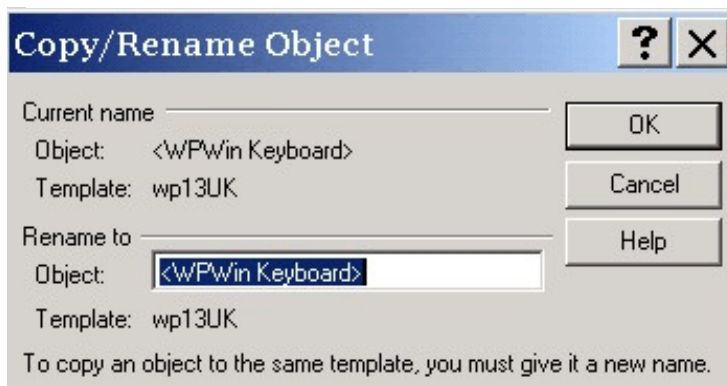 Copy/Rename Object
Current name
Object: <WPWin Keyboard>
Template: wp13UK
Rename to
Object: <WPWin Keyboard>
Template: wp13UK
To copy an object to the same template, you must give it a new name.
OK
Cancel
Help